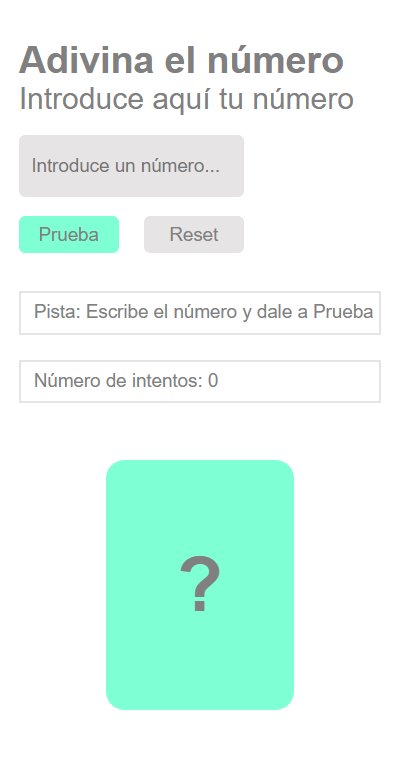 Adivina el número
Introduce aquí tu número
Introduce un número...
Prueba
Reset
Pista: Escribe el número y dale a Prueba
Número de intentos: 0
?